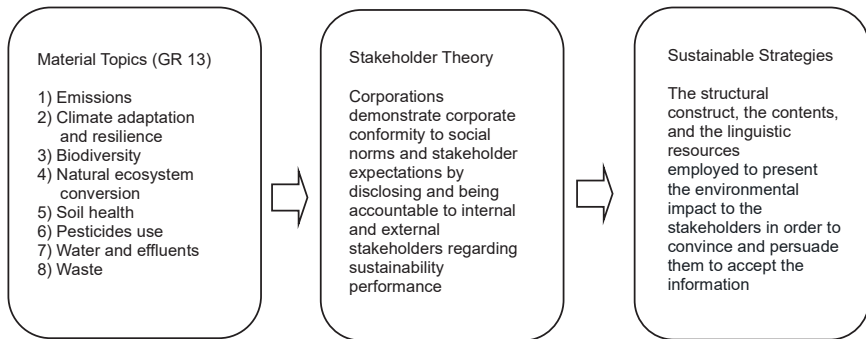 Material Topics (GR 13)
1) Emissions
2) Climate adaptation
and resilience
3) Biodiversity
4) Natural ecosystem
conversion
5) Soil health
6) Pesticides use
7) Water and effluents
8) Waste
Stakeholder Theory
Corporations
demonstrate corporate
conformity to social
norms and stakeholder
expectations by
disclosing and being
accountable to internal
and external
stakeholders regarding
sustainability
performance
Sustainable Strategies
The structural
construct, the contents,
and the linguistic
resources
employed to present
the environmental
impact to the
stakeholders in order to
convince and persuade
them to accept the
information